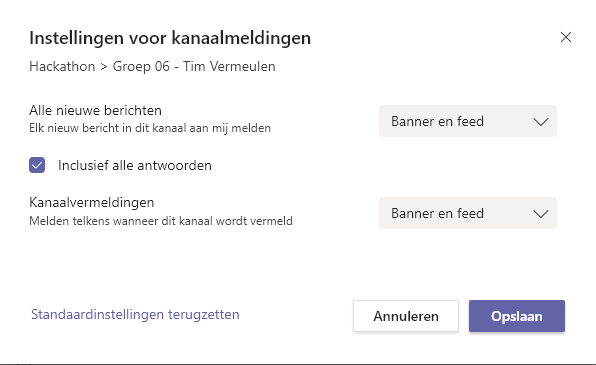 Instellingen voor kanaalmeldingen
Hackathon > Groep 06 - Tim Vermeulen
Alle nieuwe berichten
Elk nieuw bericht in dit kanaal aan mij melden
Banner en feed
Inclusief alle antwoorden
Kanaalvermeldingen
Melden telkens wanneer dit kanaal wordt vermeld
Banner en feed
Standaardinstellingen terugzetten
Annuleren
Opslaan